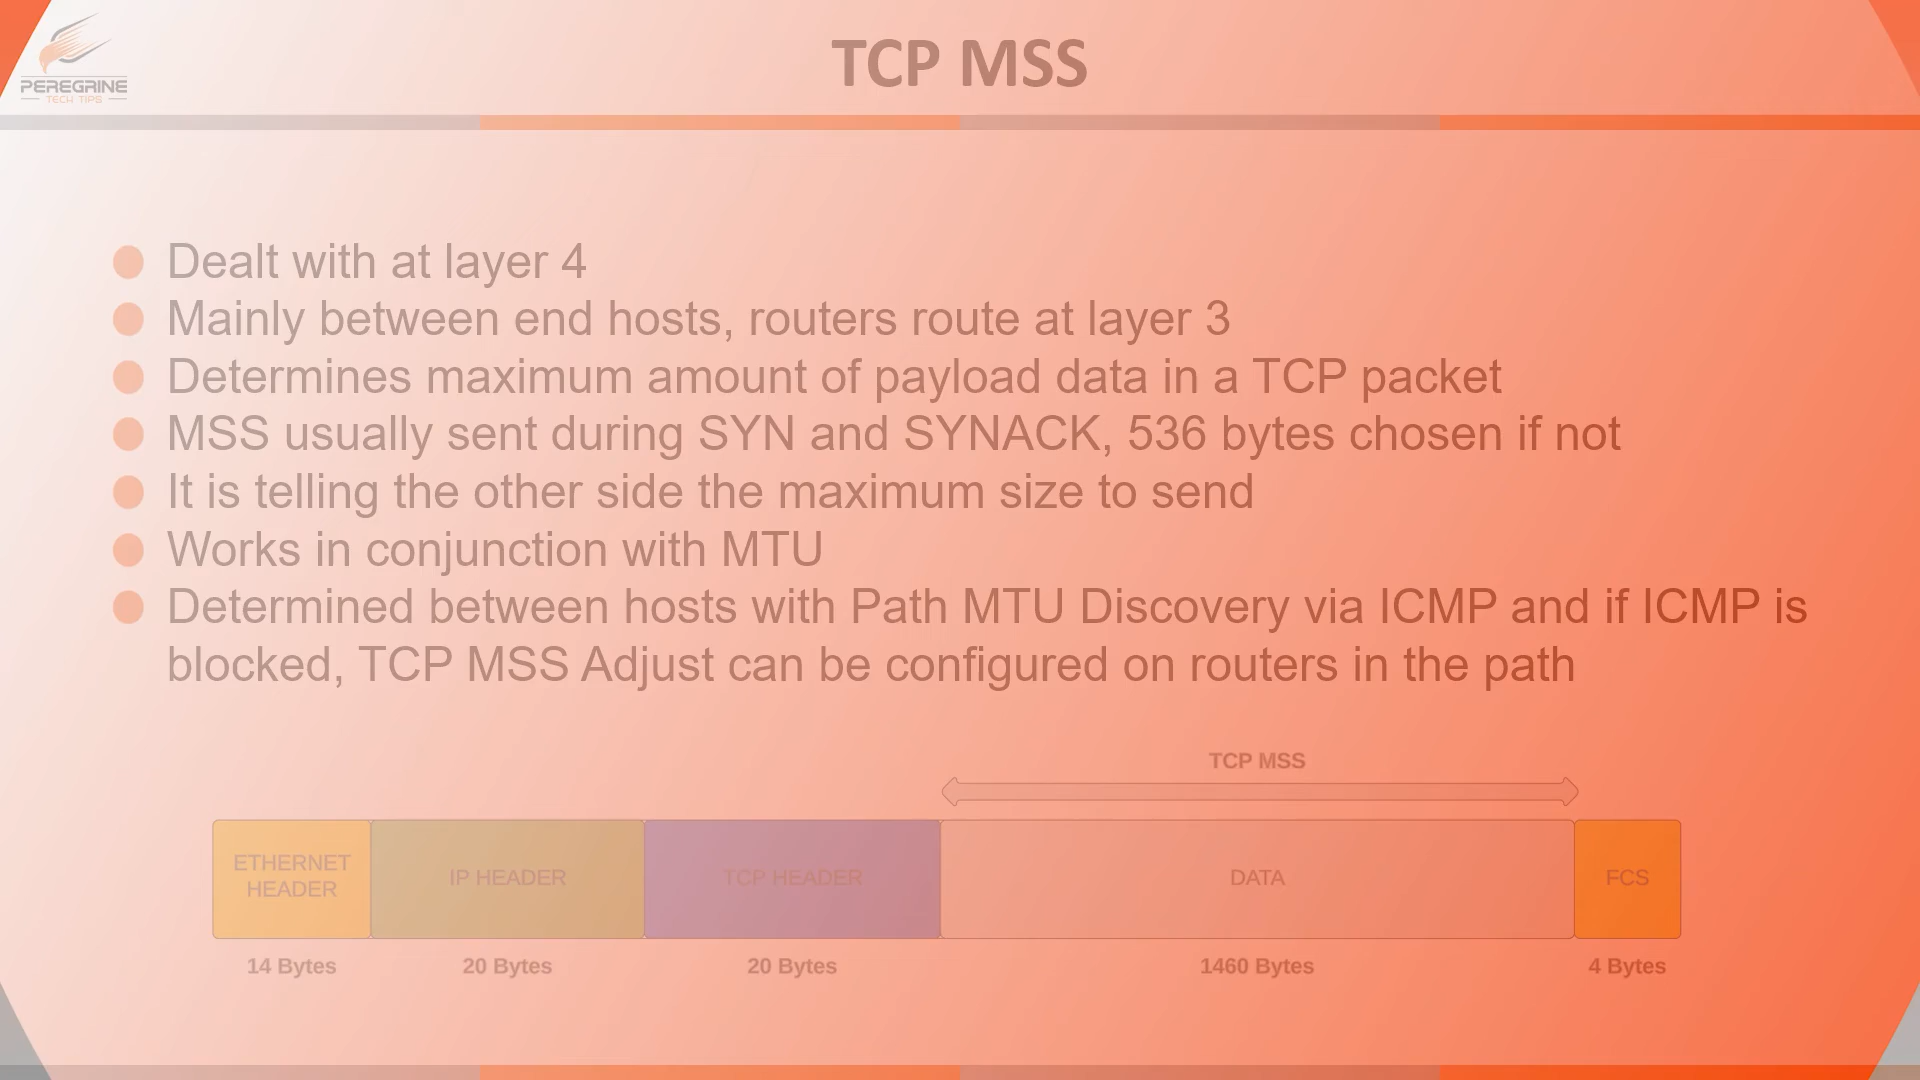 PEREGRINE
TECH TIPS
TCP MSS
Dealt with at layer 4
Mainly between end hosts, routers route at layer 3
Determines maximum amount of payload data in a TCP packet
MSS usually sent during SYN and SYNACK, 536 bytes chosen if not
It is telling the other side the maximum size to send
Works in conjunction with MTU
Determined between hosts with Path MTU Discovery via ICMP and if ICMP is
blocked, TCP MSS Adjust can be configured on routers in the path
TCP MSS
ETHERNET
HEADER
IP HEADER
TCP HEADER
DATA
FCS
14 Bytes
20 Bytes
20 Bytes
1460 Bytes
4 Bytes